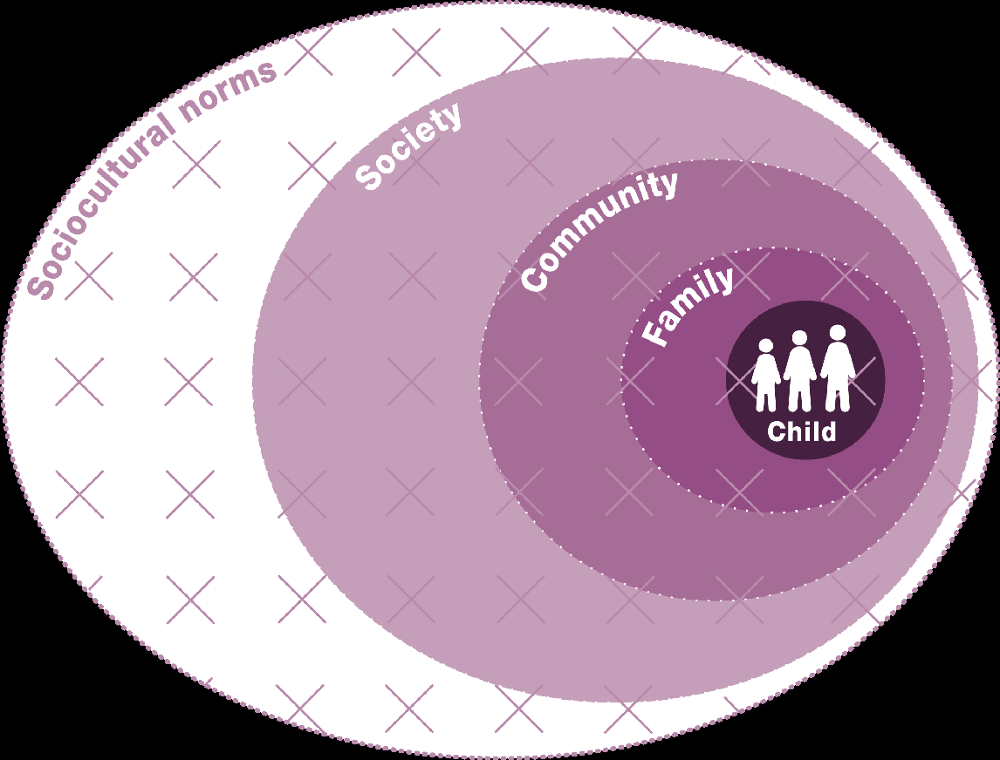 Sociocultural norms
Society
Community
Family
Child